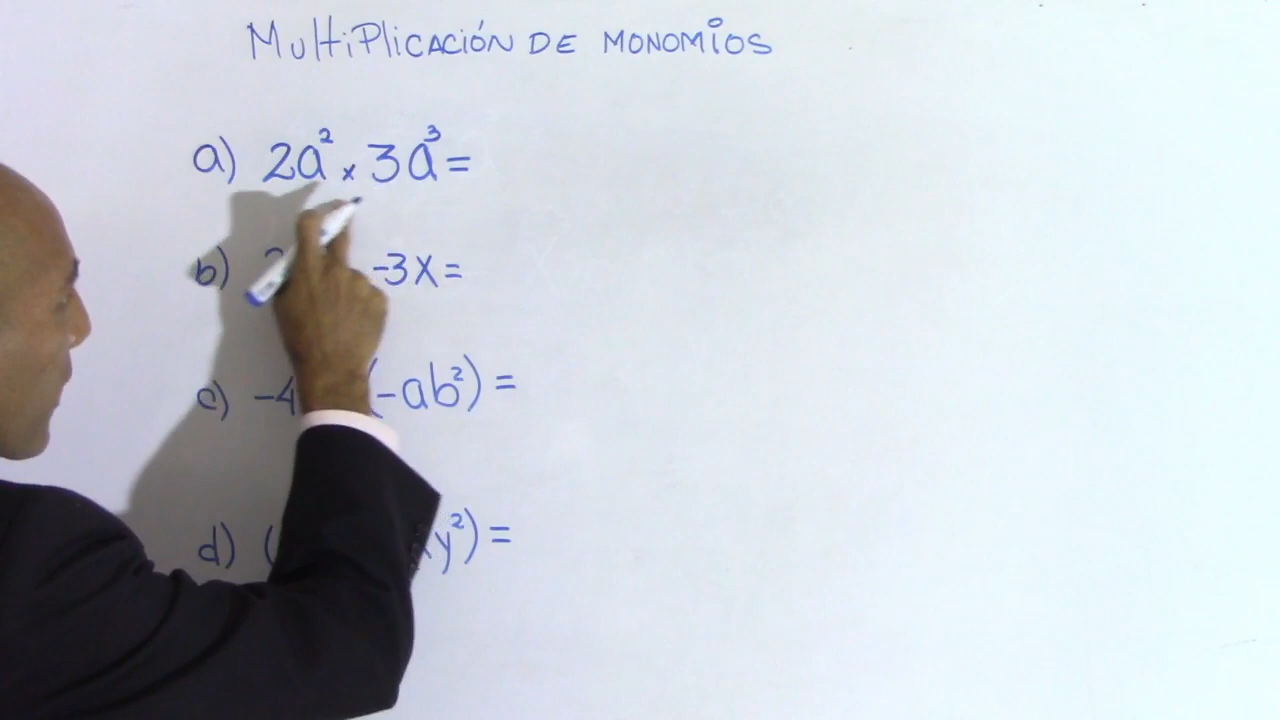 Multiplicación de monomios
a) 2a² x 3a³ =
b) -3x =
c) -4 (-ab²) =
d) ( y²) =